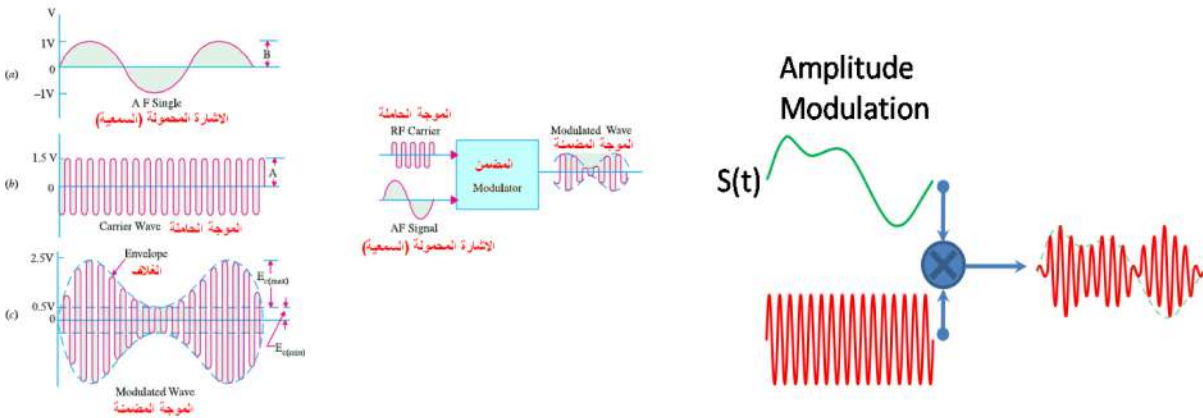 V
1V
(a)
0
B
-1V
A F Single
الاشارة المحمولة (السمعية)
1.5 V
(b)
0
A
Carrier Wave الموجة الحاملة
2.5V
Envelope
الغلاف
Ec(max)
0.5V
(c)
0
Ec(min)
Modulated Wave
الموجة المضمنة
الموجة الحاملة
RF Carrier
المضمن
Modulator
Modulated Wave
الموجة المضمنة
AF Signal
الاشارة المحمولة (السمعية)
Amplitude
Modulation
S(t)